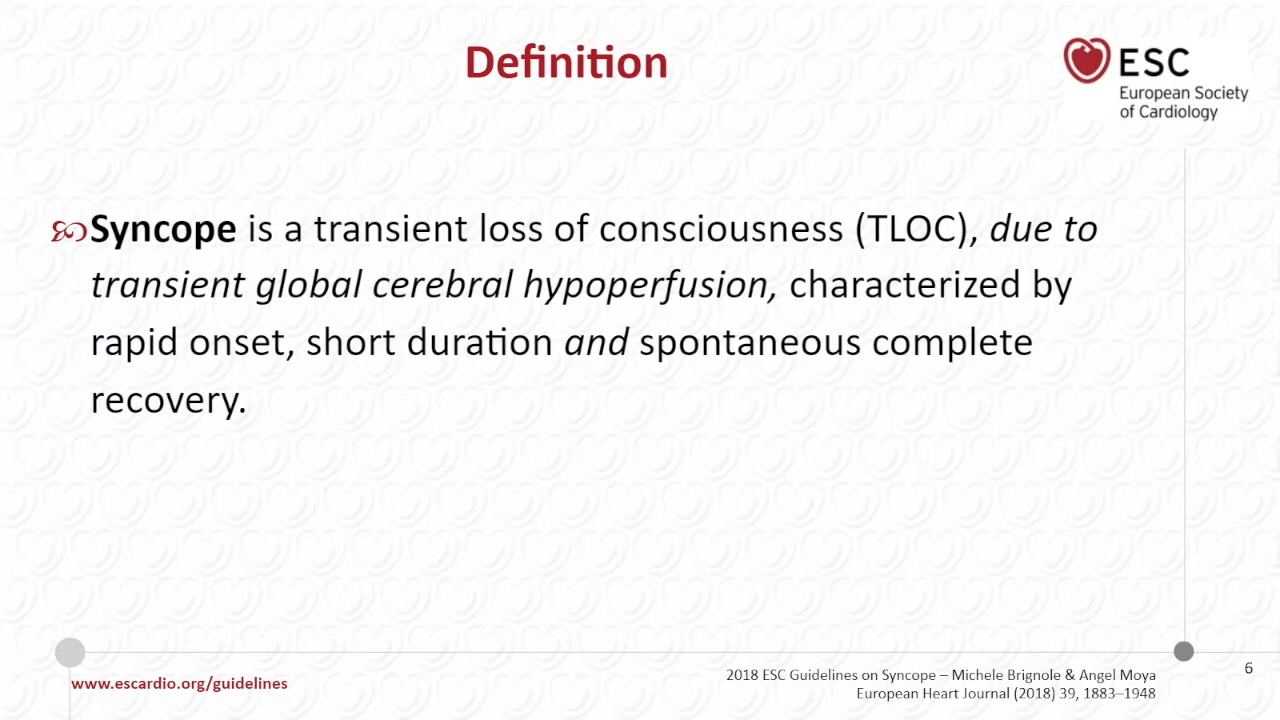 Definition
ESC
European Society
of Cardiology
Syncope is a transient loss of consciousness (TLOC), due to
transient global cerebral hypoperfusion, characterized by
rapid onset, short duration and spontaneous complete
recovery.
www.escardio.org/guidelines
2018 ESC Guidelines on Syncope – Michele Brignole & Angel Moya
European Heart Journal (2018) 39, 1883–1948
6